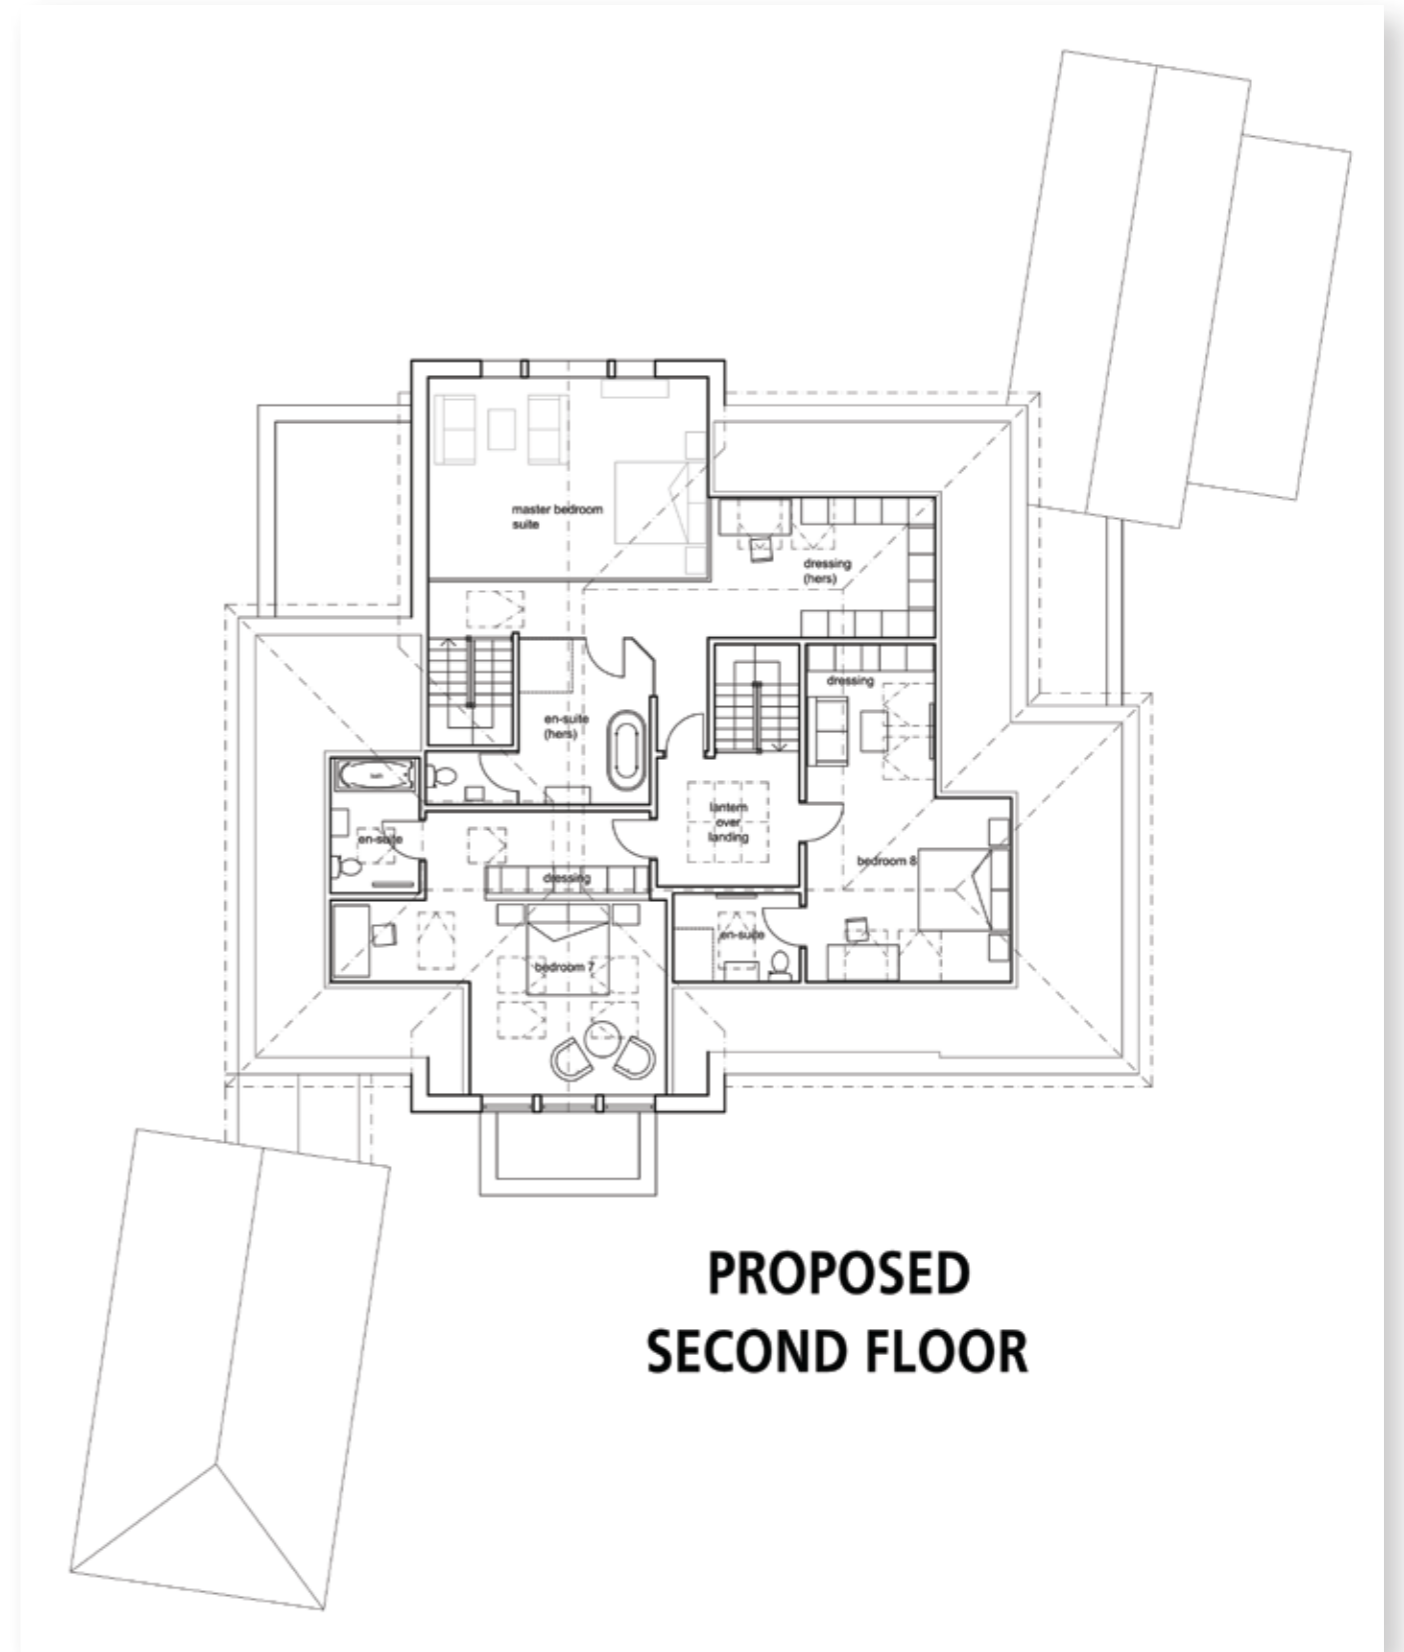 master bedroom
suite
dressing
(hers)
dressing
en-suite
(hers)
bath
lantern
over
landing
en-suite
bedroom 8
dressing
en-suite
bedroom 7
PROPOSED
SECOND FLOOR